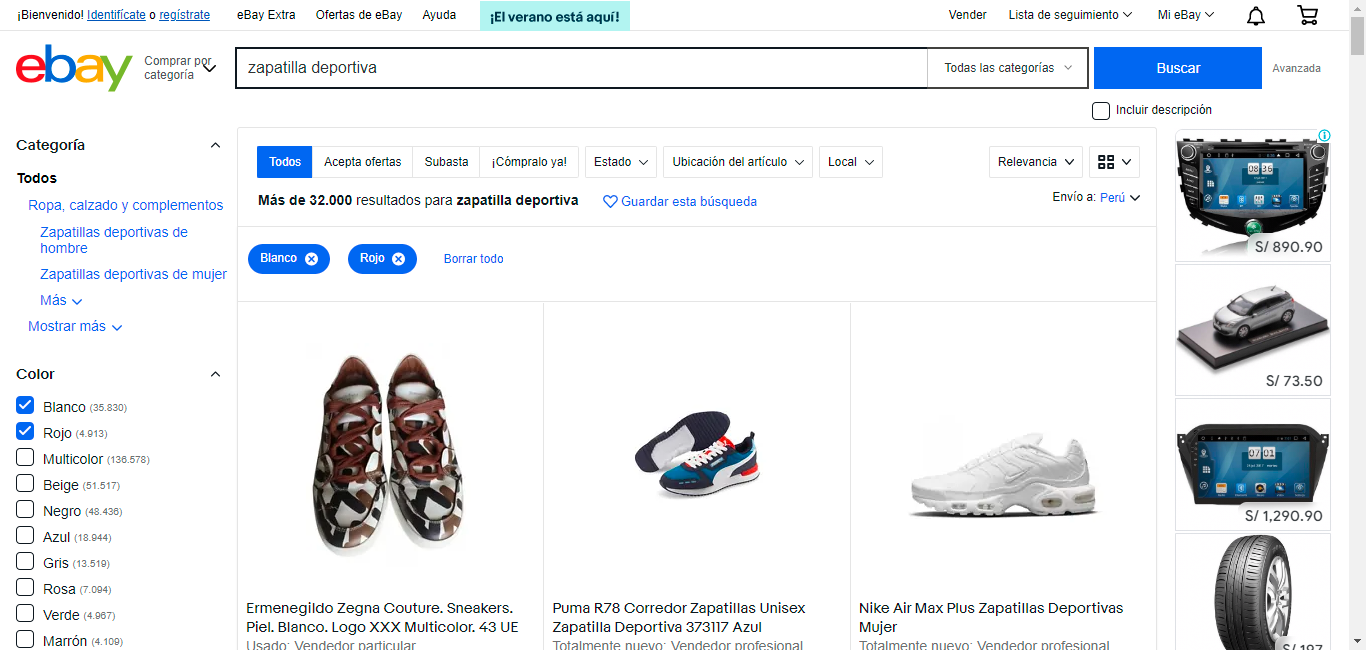 ¡Bienvenido! Identifícate o regístrate eBay Extra Ofertas de eBay Ayuda ¡El verano está aquí! Vender Lista de seguimiento Mi eBay
ebay
Comprar por
categoría
zapatilla deportiva
Todas las categorías
Buscar
Avanzada
Incluir descripción
Categoría
Todos
Ropa, calzado y complementos
Zapatillas deportivas de
hombre
Zapatillas deportivas de mujer
Más
Mostrar más
Color
Blanco (35.830)
Rojo (4.913)
Multicolor (136.578)
Beige (51.517)
Negro (48.436)
Azul (18.944)
Gris (13.519)
Rosa (7.094)
Verde (4.967)
Marrón (4.109)
Todos Acepta ofertas Subasta ¡Cómpralo ya! Estado Ubicación del artículo Local Relevancia
Más de 32.000 resultados para zapatilla deportiva Guardar esta búsqueda Envío a: Perú
Blanco Rojo Borrar todo
Ermenegildo Zegna Couture. Sneakers.
Piel. Blanco. Logo XXX Multicolor. 43 UE
Usado: Vendedor particular
Puma R78 Corredor Zapatillas Unisex
Zapatilla Deportiva 373117 Azul
Totalmente nuevo: Vendedor profesional
Nike Air Max Plus Zapatillas Deportivas
Mujer
Totalmente nuevo: Vendedor profesional
08 36
S/ 890.90
S/ 73.50
07 01
S/ 1,290.90
S/ 197